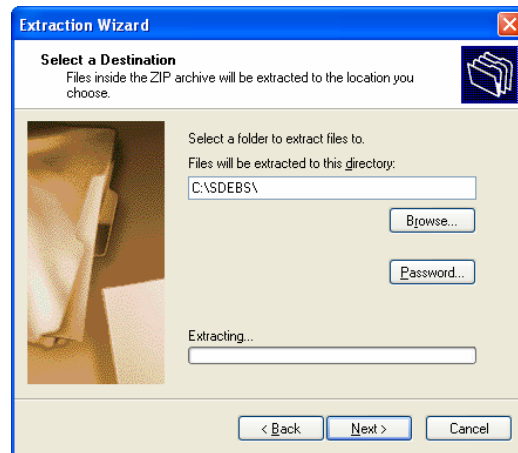 Extraction Wizard
Select a Destination
Files inside the ZIP archive will be extracted to the location you
choose.
Select a folder to extract files to.
Files will be extracted to this directory:
C:\SDEBS\
Browse...
Password...
Extracting...
< Back
Next >
Cancel